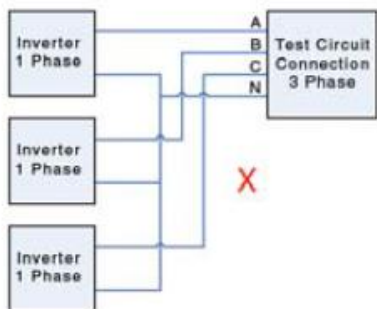 Inverter
1 Phase
A
B
C
N
Test Circuit
Connection
3 Phase
Inverter
1 Phase
X
Inverter
1 Phase